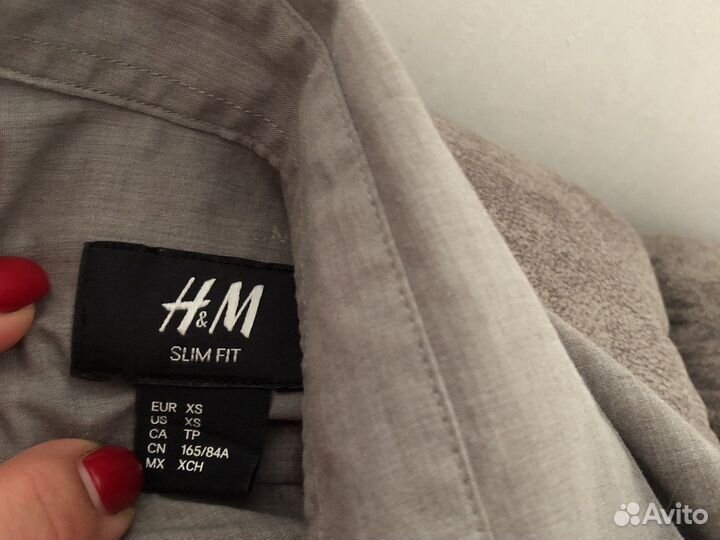 H&M
SLIM FIT
EUR XS
US XS
CA TP
CN 165/84A
MX XCH
Avito